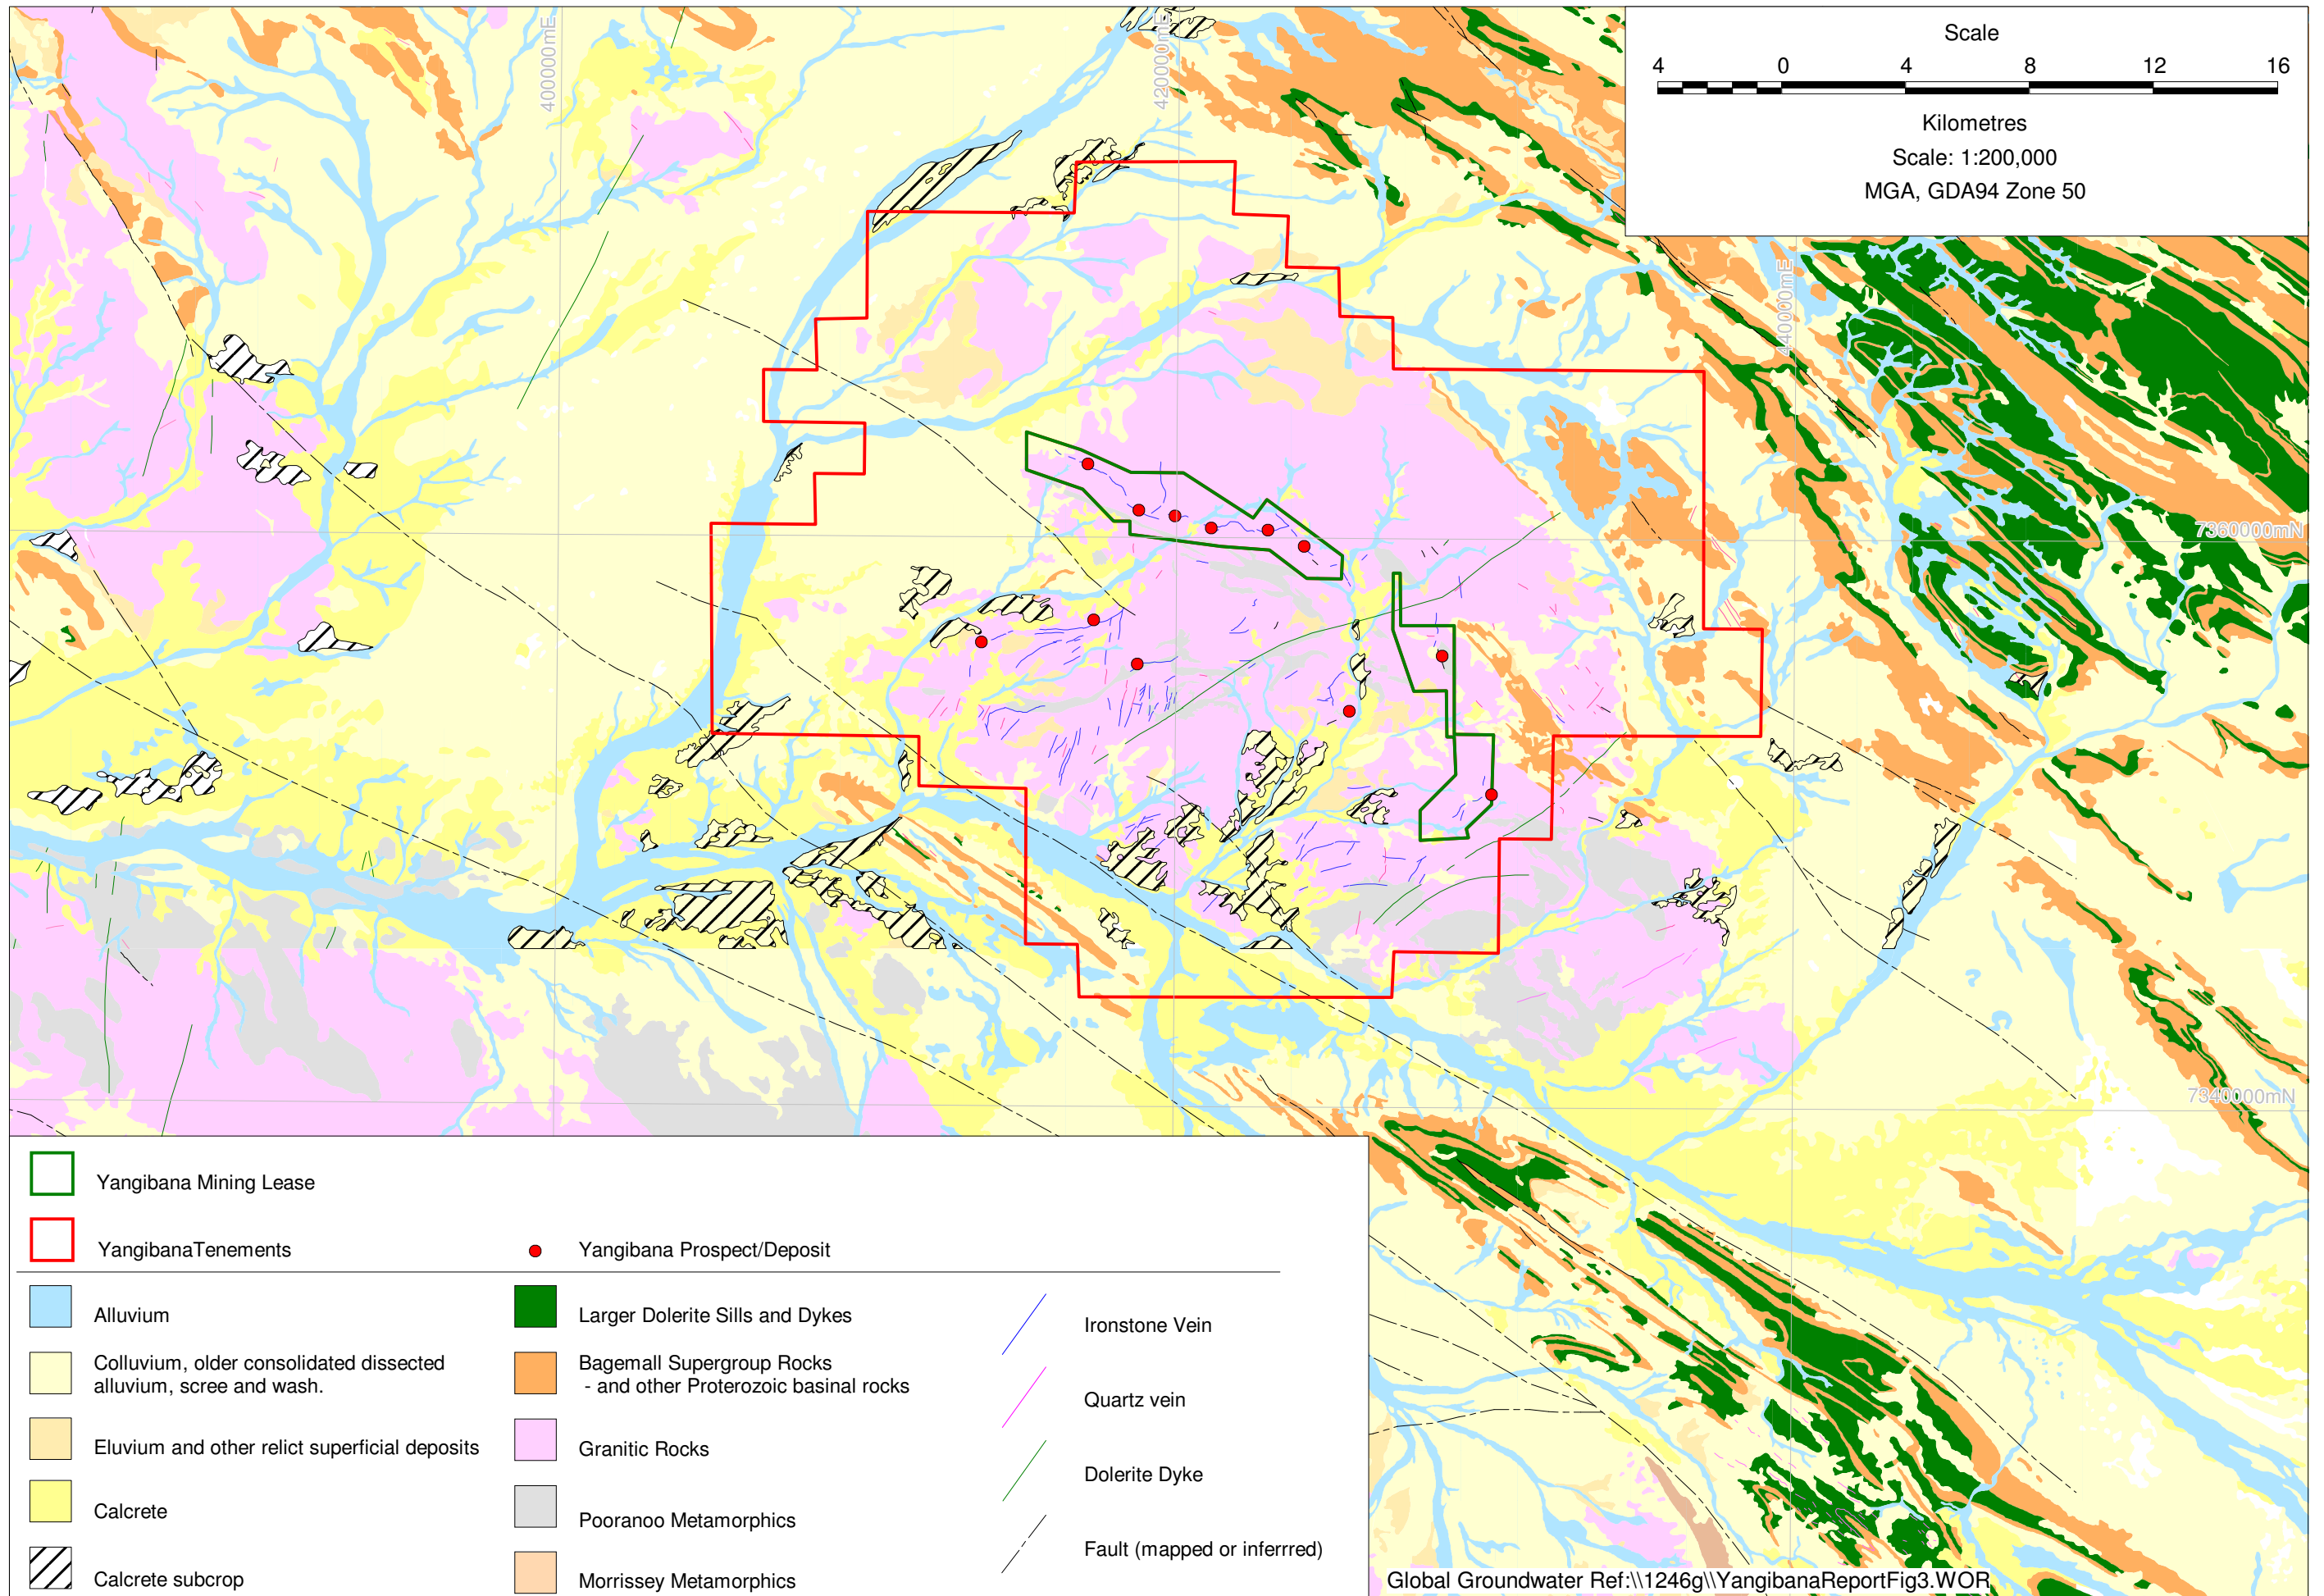 Scale
4 0 4 8 12 16
Kilometres
Scale: 1:200,000
MGA, GDA94 Zone 50
400000mE
420000mE
440000mE
7360000mN
7340000mN
Yangibana Mining Lease
YangibanaTenements
Yangibana Prospect/Deposit
Alluvium
Colluvium, older consolidated dissected
alluvium, scree and wash.
Eluvium and other relict superficial deposits
Calcrete
Calcrete subcrop
Larger Dolerite Sills and Dykes
Bagemall Supergroup Rocks
- and other Proterozoic basinal rocks
Granitic Rocks
Pooranoo Metamorphics
Morrissey Metamorphics
Ironstone Vein
Quartz vein
Dolerite Dyke
Fault (mapped or inferrred)
Global Groundwater Ref:\\1246g\\YangibanaReportFig3.WOR